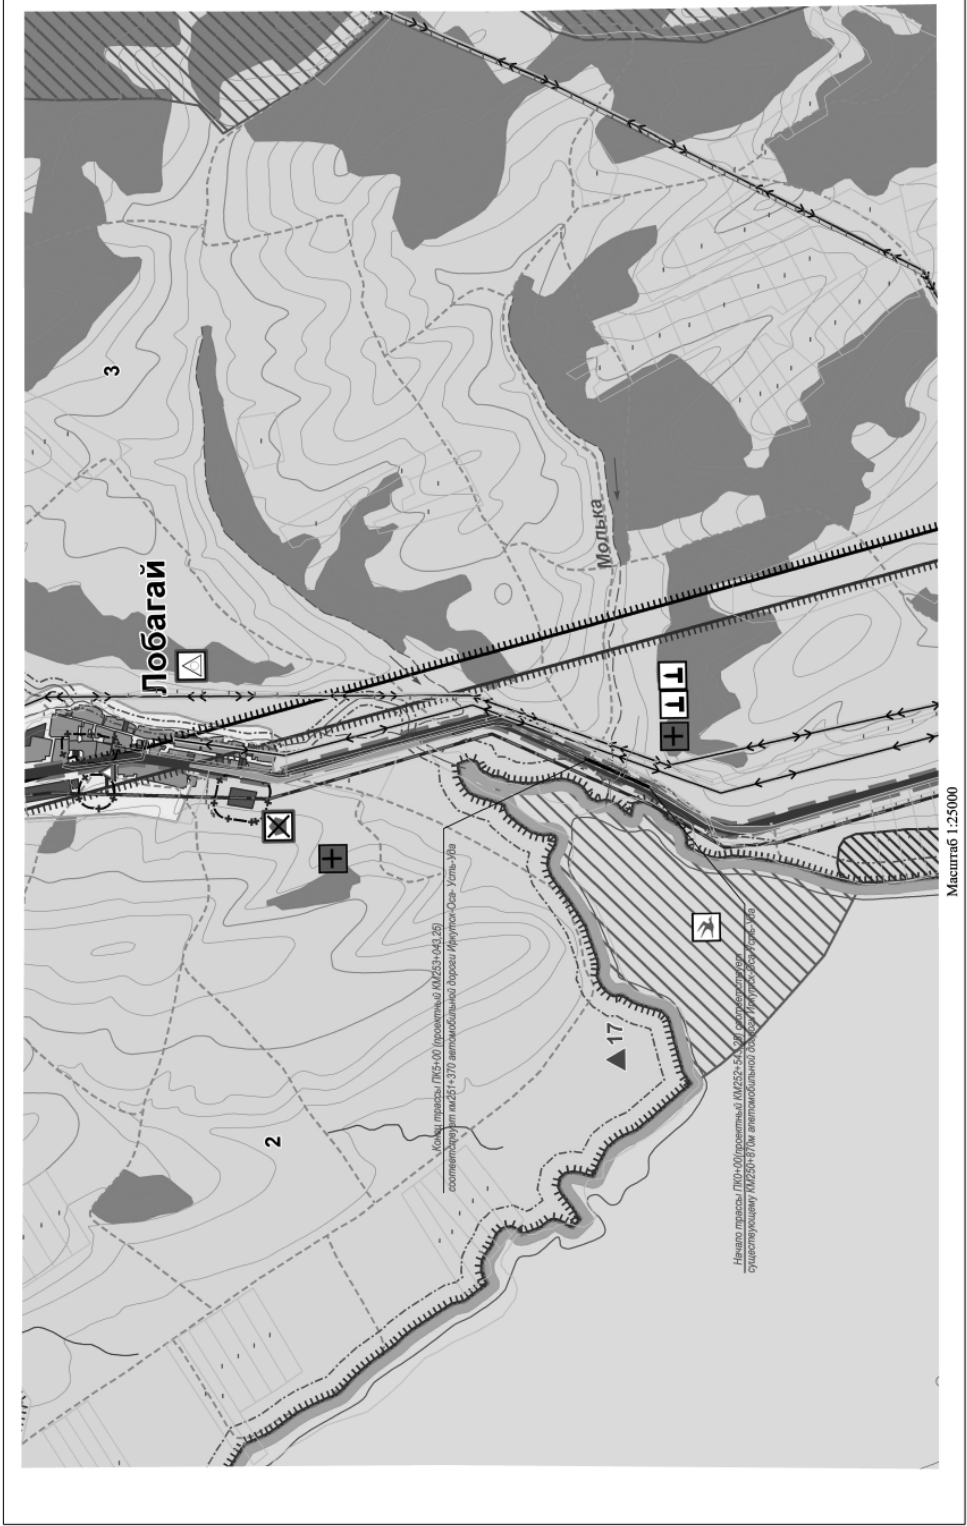 Лобагай
3
Молька
Конец трассы ПК5+00 (проектный КМ253+043,25)
соответствует км251+370 автомобильной дороги Иркутск-Оса- Усть-Уда
2
17
Начало трассы ПК0+00(проектный КМ252+543,25) соответствует
существующему КМ250+870м автомобильной дороги Иркутск-Оса-Усть-Уда
Масштаб 1:25000